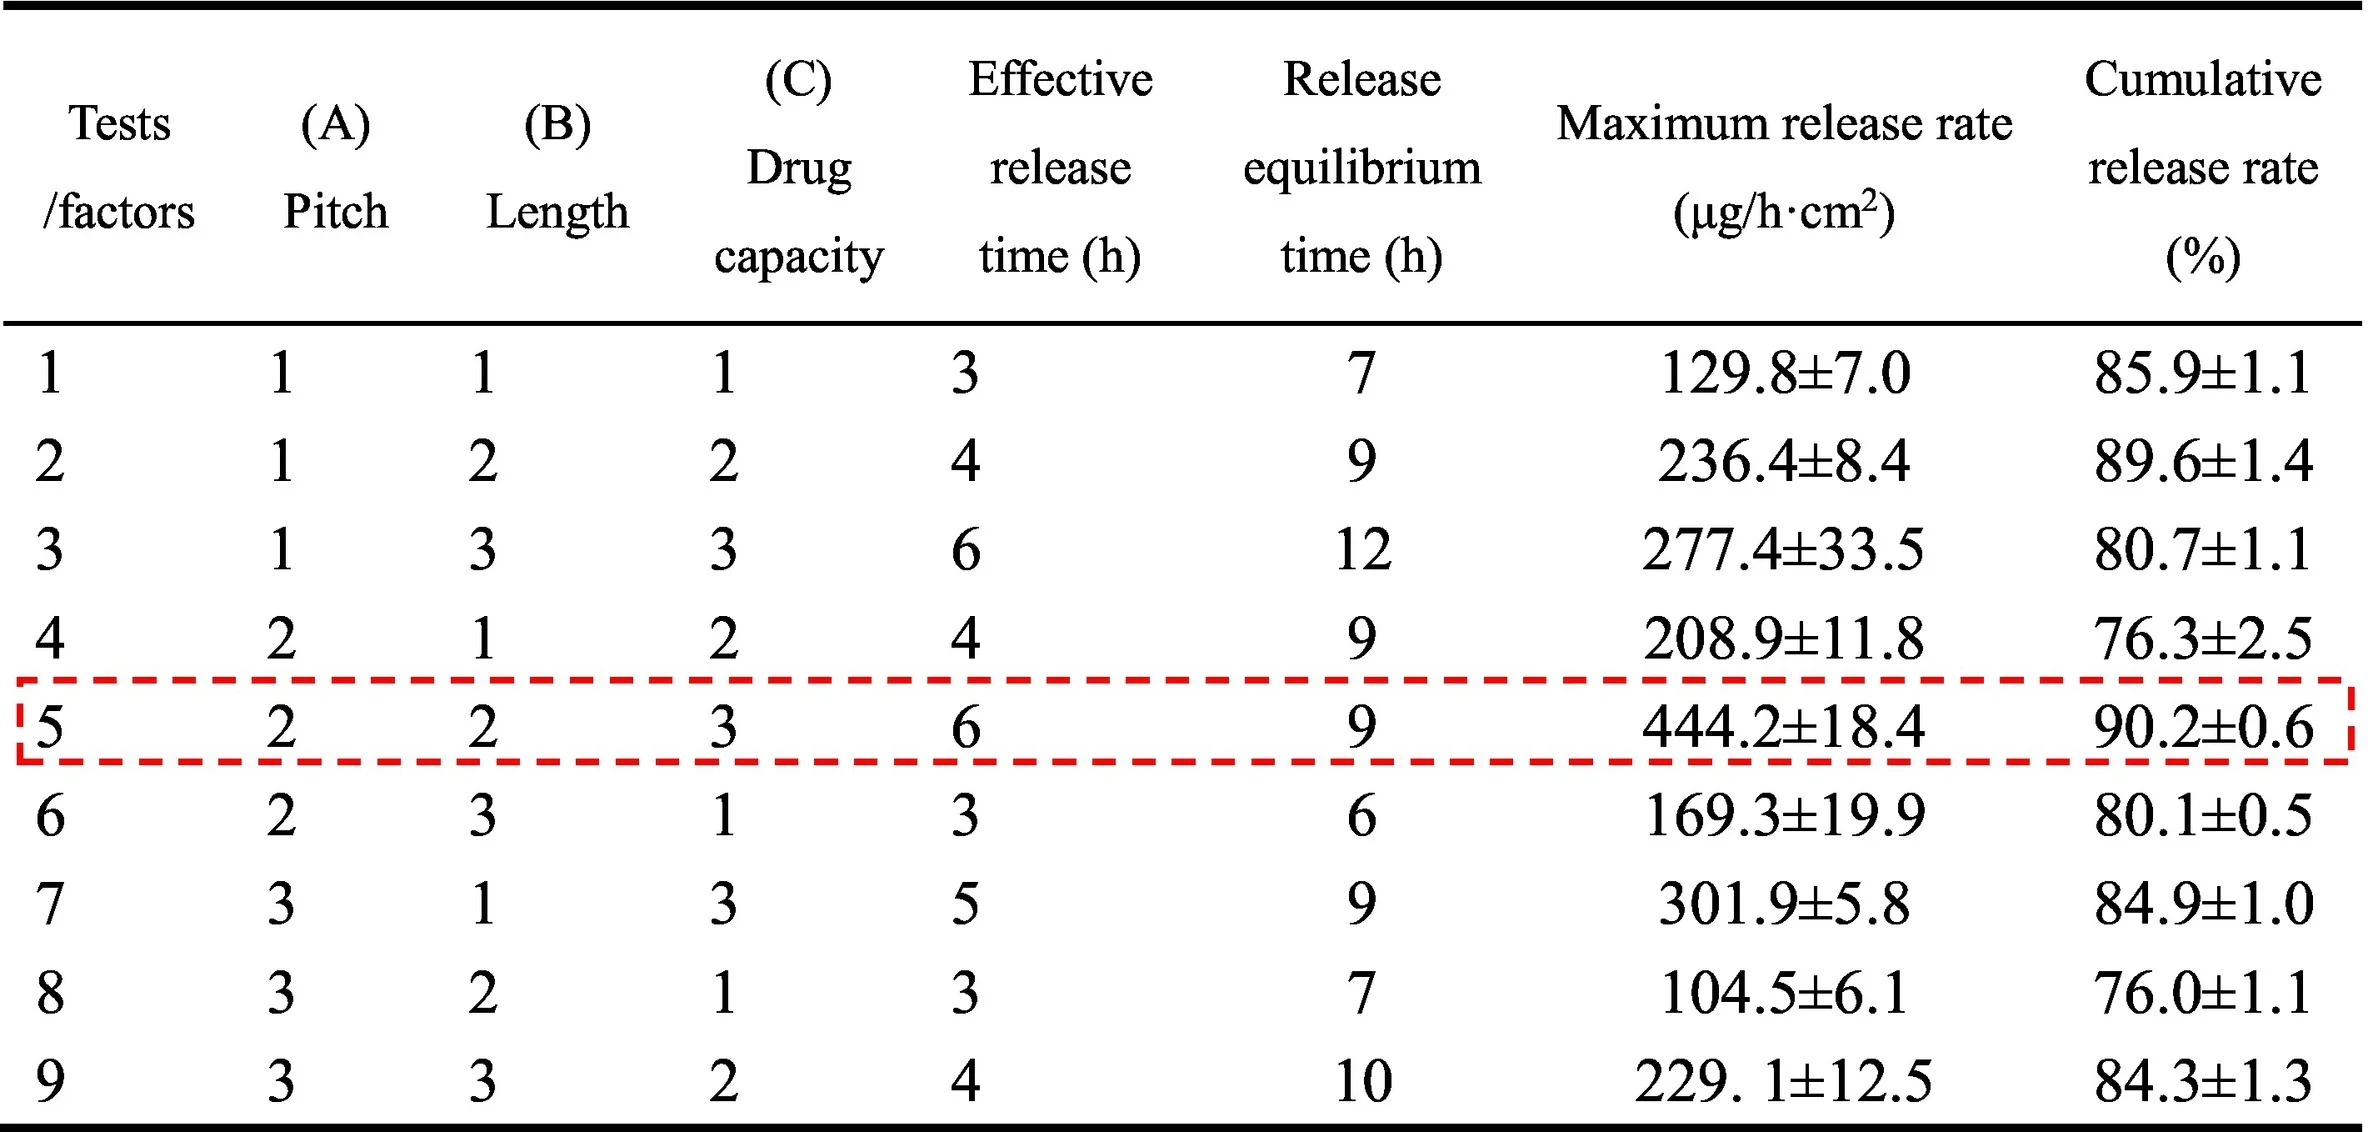 Tests /factors (A) Pitch (B) Length (C) Drug capacity Effective release time (h) Release equilibrium time (h) Maximum release rate (μg/h·cm²) Cumulative release rate (%)
1 1 1 1 3 7 129.8±7.0 85.9±1.1
2 1 2 2 4 9 236.4±8.4 89.6±1.4
3 1 3 3 6 12 277.4±33.5 80.7±1.1
4 2 1 2 4 9 208.9±11.8 76.3±2.5
5 2 2 3 6 9 444.2±18.4 90.2±0.6
6 2 3 1 3 6 169.3±19.9 80.1±0.5
7 3 1 3 5 9 301.9±5.8 84.9±1.0
8 3 2 1 3 7 104.5±6.1 76.0±1.1
9 3 3 2 4 10 229. 1±12.5 84.3±1.3